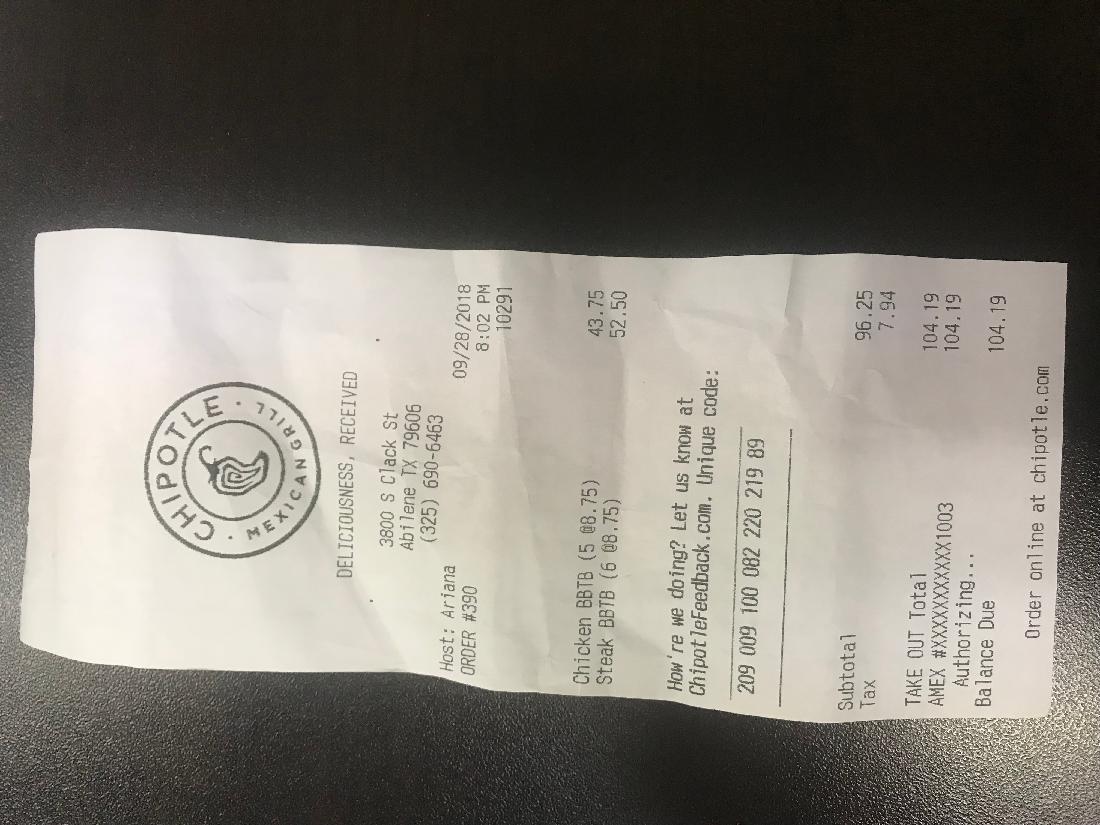 CHIPOTLE
MEXICAN GRILL
DELICIOUSNESS, RECEIVED
3800 S Clack St
Abilene TX 79606
(325) 690-6463
Host: Ariana 09/28/2018
ORDER #390 8:02 PM
10291
Chicken BBTB (5 @8.75) 43.75
Steak BBTB (6 @8.75) 52.50
How're we doing? Let us know at
ChipotleFeedback.com. Unique code:
209 009 100 082 220 219 89
Subtotal 96.25
Tax 7.94
TAKE OUT Total 104.19
AMEX #XXXXXXXXXXX1003 104.19
Authorizing...
Balance Due 104.19
Order online at chipotle.com